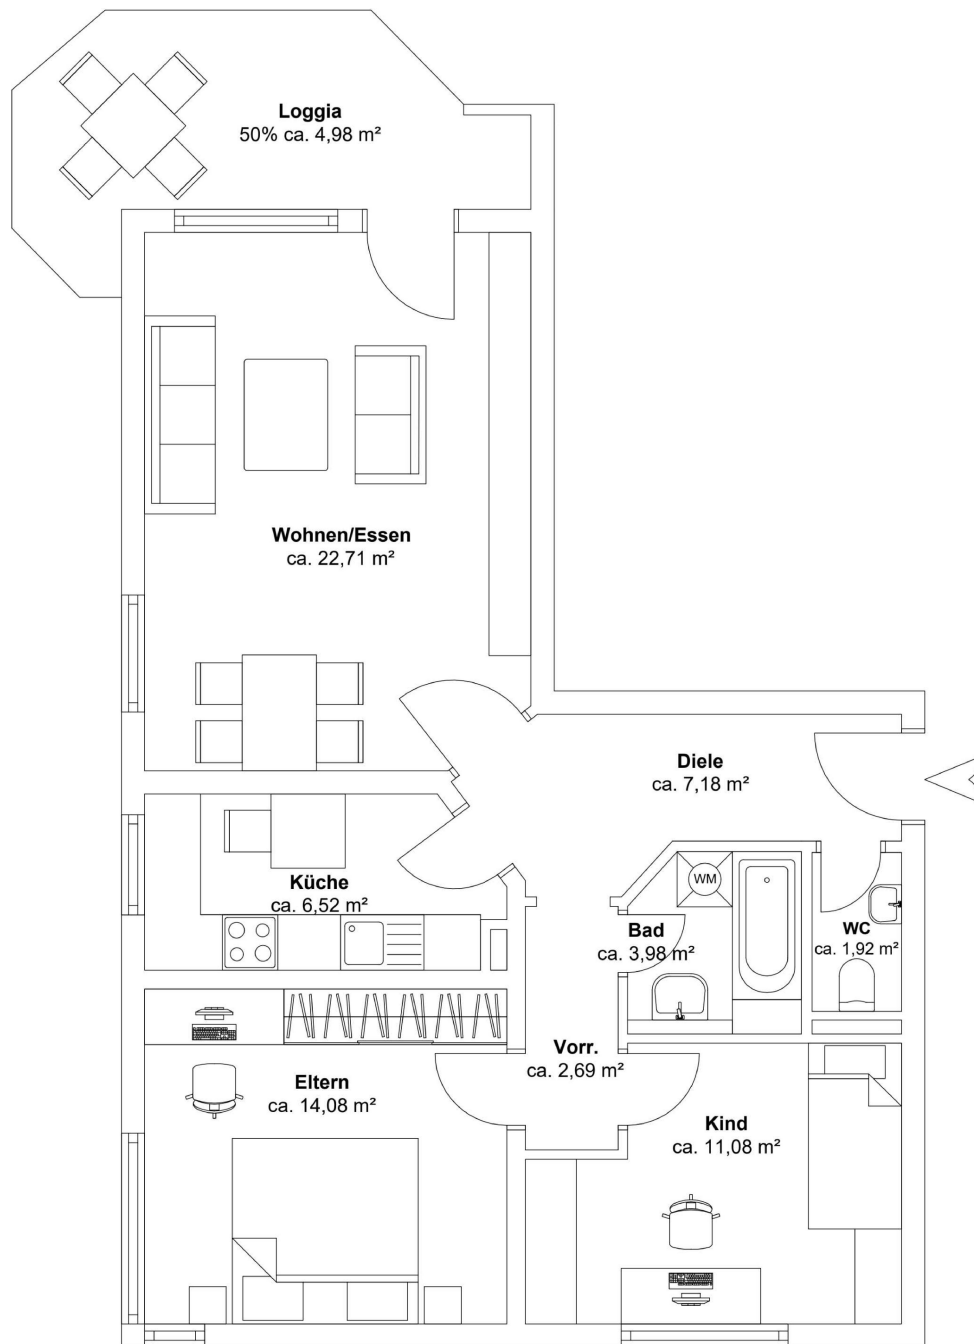 Loggia
50% ca. 4,98 m²
Wohnen/Essen
ca. 22,71 m²
Diele
ca. 7,18 m²
Küche
ca. 6,52 m²
WM
Bad
ca. 3,98 m²
WC
ca. 1,92 m²
Vorr.
ca. 2,69 m²
Eltern
ca. 14,08 m²
Kind
ca. 11,08 m²